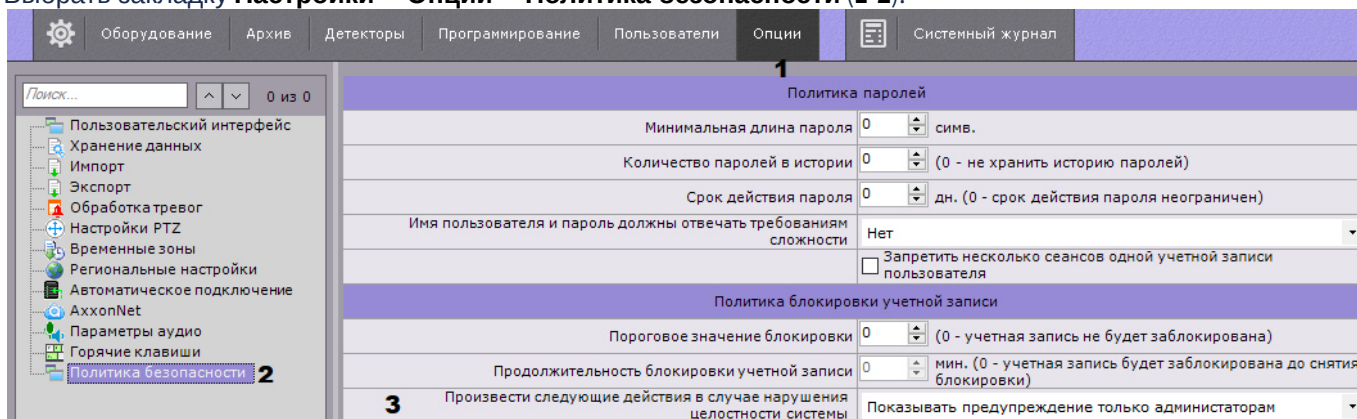 Выбрать закладку Настройки – Опции – Политика безопасности (1-2).
Оборудование Архив Детекторы Программирование Пользователи Опции Системный журнал
1
Поиск... 0 из 0
Пользовательский интерфейс
Хранение данных
Импорт
Экспорт
Обработка тревог
Настройки PTZ
Временные зоны
Региональные настройки
Автоматическое подключение
AxxonNet
Параметры аудио
Горячие клавиши
Политика безопасности 2
Политика паролей
Минимальная длина пароля 0 симв.
Количество паролей в истории 0 (0 - не хранить историю паролей)
Срок действия пароля 0 дн. (0 - срок действия пароля неограничен)
Имя пользователя и пароль должны отвечать требованиям
сложности
Нет
Запретить несколько сеансов одной учетной записи
пользователя
Политика блокировки учетной записи
Пороговое значение блокировки 0 (0 - учетная запись не будет заблокирована)
Продолжительность блокировки учетной записи 0 мин. (0 - учетная запись будет заблокирована до снятия
блокировки)
3 Произвести следующие действия в случае нарушения
целостности системы
Показывать предупреждение только администаторам